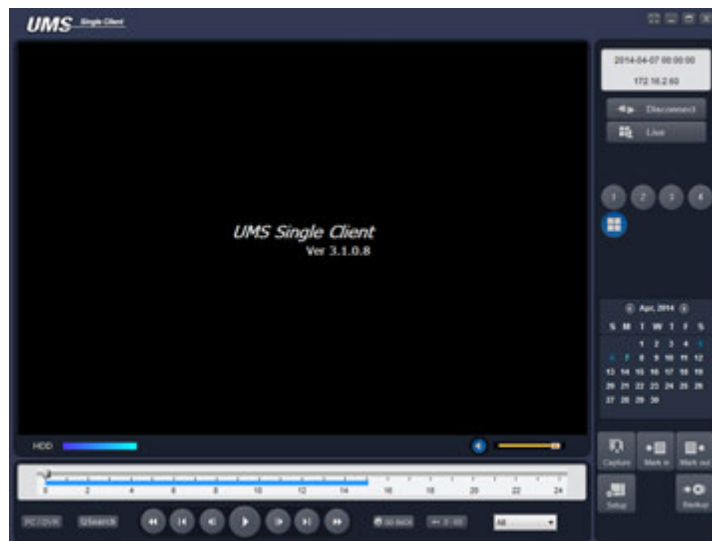 UMS Single Client
2014-04-07 00:00:00
172.16.2.60
Disconnect
Live
1 2 3 4
UMS Single Client
Ver 3.1.0.8
Apr, 2014
S M T W T F S
1 2 3 4 5
6 7 8 9 10 11 12
13 14 15 16 17 18 19
20 21 22 23 24 25 26
27 28 29 30
HDD
Capture Mark in Mark out
0 2 4 6 8 10 12 14 16 18 20 22 24
Setup Backup
PC/DVR QSearch GO BACK All